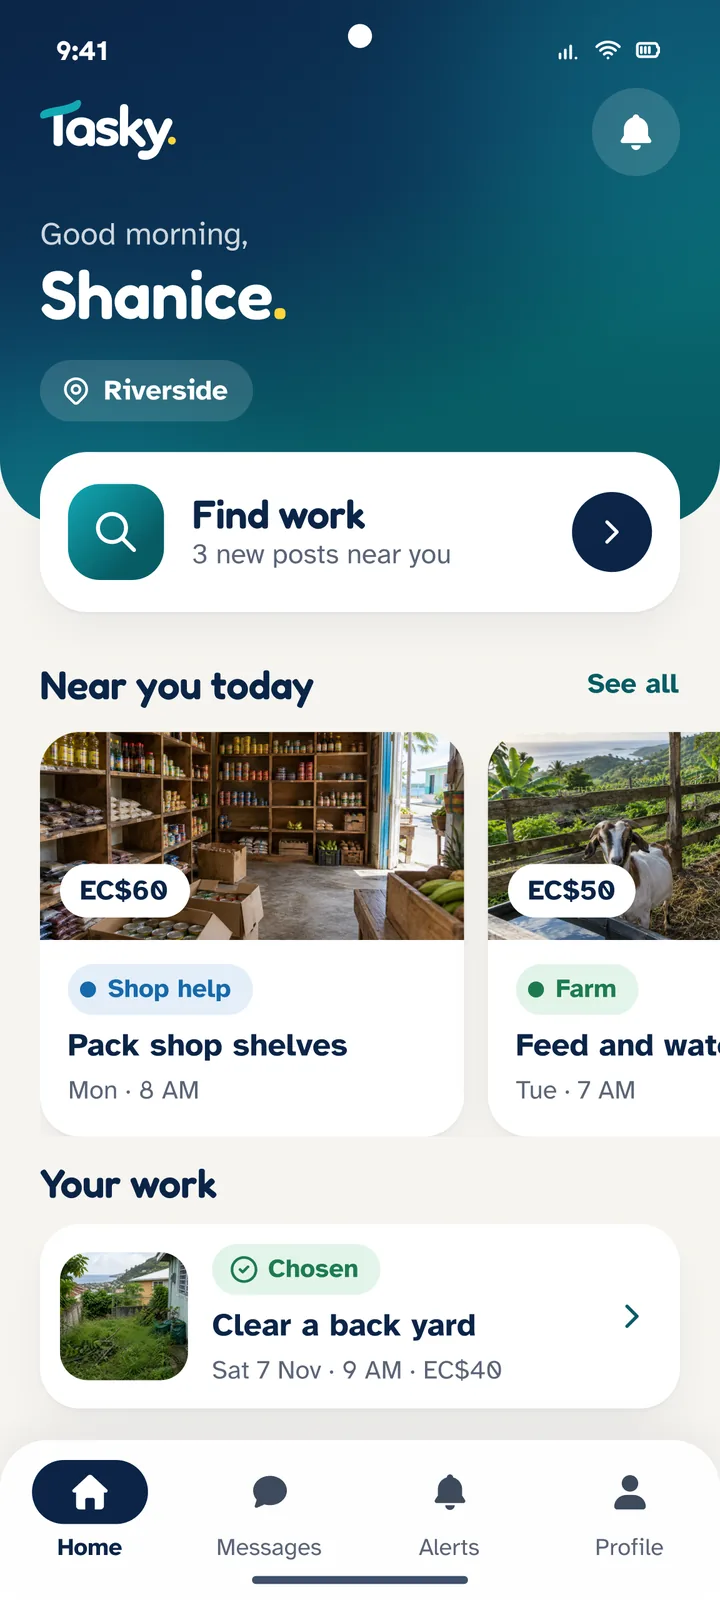 9:41
Tasky.
Good morning,
Shanice.
Riverside
Find work
3 new posts near you
Near you today
See all
EC$60
Shop help
Pack shop shelves
Mon · 8 AM
EC$50
Farm
Feed and wat
Tue · 7 AM
Your work
Chosen
Clear a back yard
Sat 7 Nov · 9 AM · EC$40
Home
Messages
Alerts
Profile